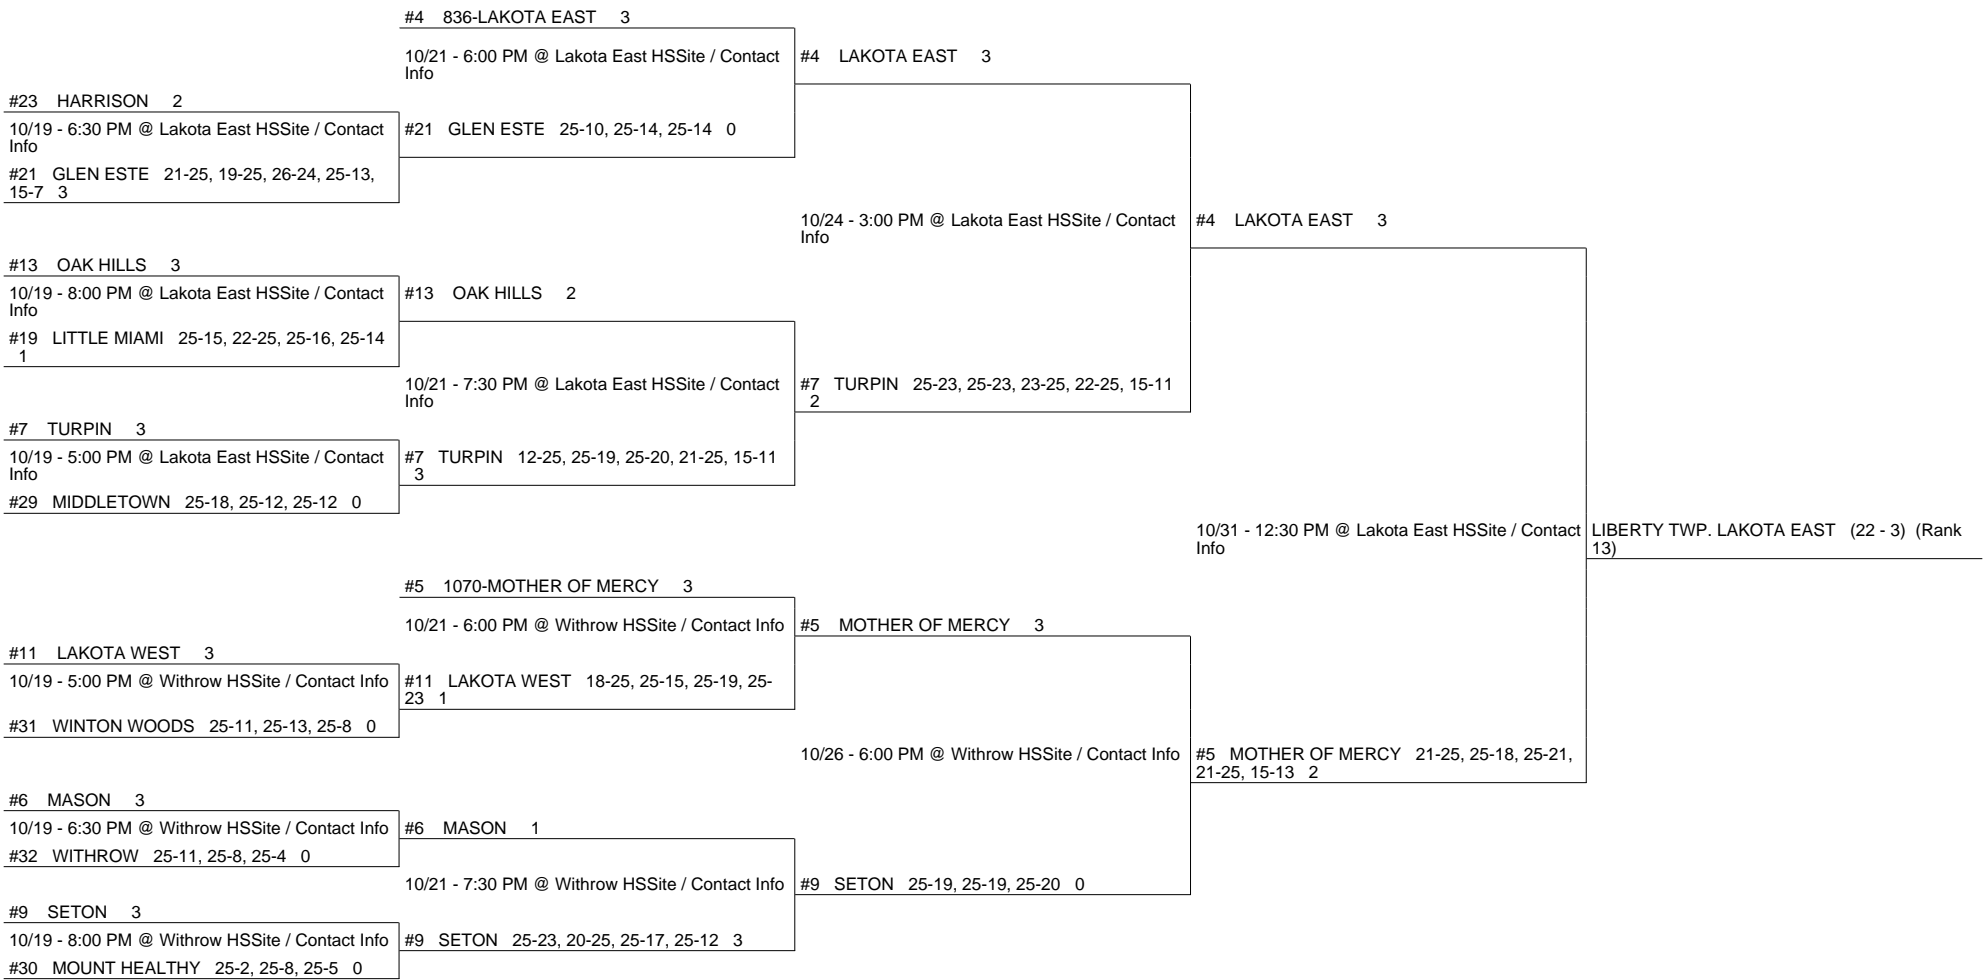 #4 836-LAKOTA EAST 3
10/21 - 6:00 PM @ Lakota East HSSite / Contact
Info
#4 LAKOTA EAST 3
#23 HARRISON 2
10/19 - 6:30 PM @ Lakota East HSSite / Contact
Info
#21 GLEN ESTE 25-10, 25-14, 25-14 0
#21 GLEN ESTE 21-25, 19-25, 26-24, 25-13,
15-7 3
10/24 - 3:00 PM @ Lakota East HSSite / Contact
Info
#4 LAKOTA EAST 3
#13 OAK HILLS 3
10/19 - 8:00 PM @ Lakota East HSSite / Contact
Info
#13 OAK HILLS 2
#19 LITTLE MIAMI 25-15, 22-25, 25-16, 25-14
1
10/21 - 7:30 PM @ Lakota East HSSite / Contact
Info
#7 TURPIN 25-23, 25-23, 23-25, 22-25, 15-11
2
#7 TURPIN 3
10/19 - 5:00 PM @ Lakota East HSSite / Contact
Info
#7 TURPIN 12-25, 25-19, 25-20, 21-25, 15-11
3
#29 MIDDLETOWN 25-18, 25-12, 25-12 0
10/31 - 12:30 PM @ Lakota East HSSite / Contact
Info
LIBERTY TWP. LAKOTA EAST (22 - 3) (Rank
13)
#5 1070-MOTHER OF MERCY 3
10/21 - 6:00 PM @ Withrow HSSite / Contact Info
#5 MOTHER OF MERCY 3
#11 LAKOTA WEST 3
10/19 - 5:00 PM @ Withrow HSSite / Contact Info
#11 LAKOTA WEST 18-25, 25-15, 25-19, 25-
23 1
#31 WINTON WOODS 25-11, 25-13, 25-8 0
10/26 - 6:00 PM @ Withrow HSSite / Contact Info
#5 MOTHER OF MERCY 21-25, 25-18, 25-21,
21-25, 15-13 2
#6 MASON 3
10/19 - 6:30 PM @ Withrow HSSite / Contact Info
#6 MASON 1
#32 WITHROW 25-11, 25-8, 25-4 0
10/21 - 7:30 PM @ Withrow HSSite / Contact Info
#9 SETON 25-19, 25-19, 25-20 0
#9 SETON 3
10/19 - 8:00 PM @ Withrow HSSite / Contact Info
#9 SETON 25-23, 20-25, 25-17, 25-12 3
#30 MOUNT HEALTHY 25-2, 25-8, 25-5 0